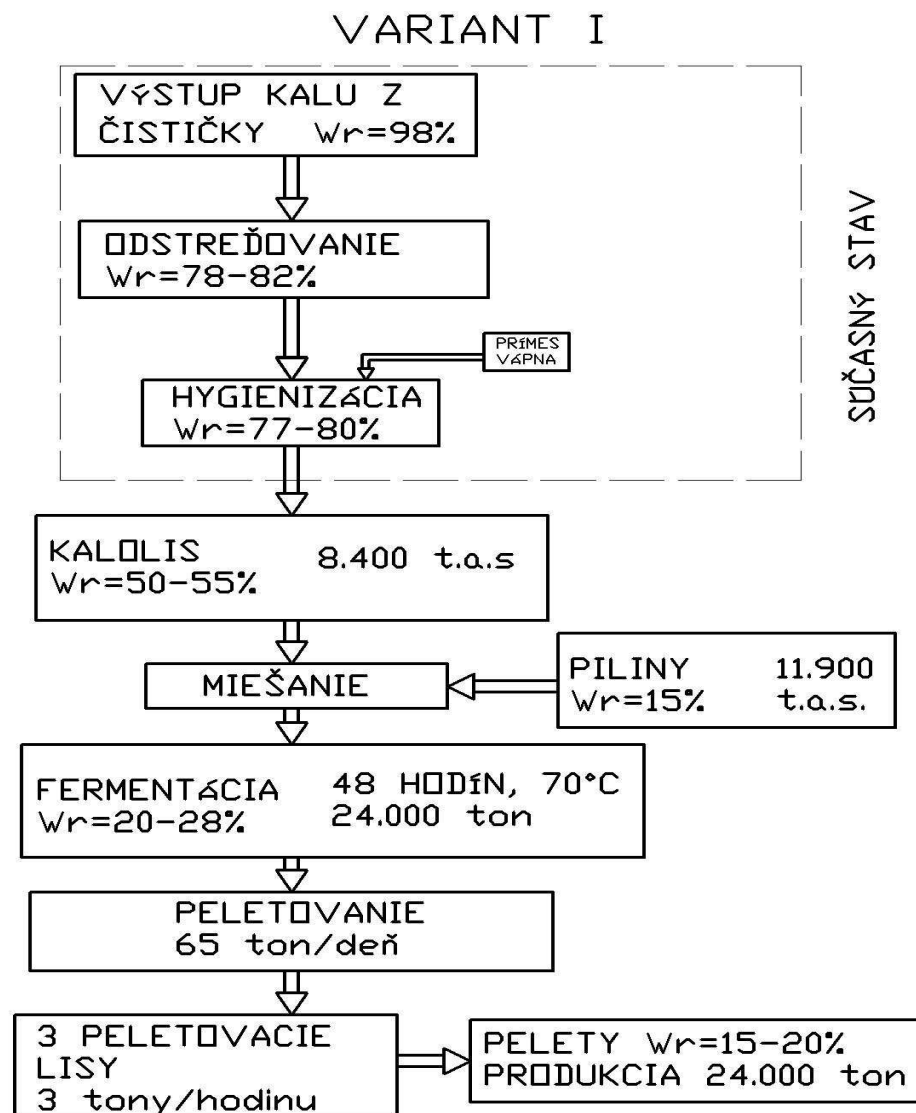 VARIANT I
VÝSTUP KALU Z
ČISTIČKY Wr=98%
ODSTREĎOVANIE
Wr=78-82%
PRÍMES
VÁPNA
HYGIENIZÁCIA
Wr=77-80%
SÚČASNÝ STAV
KALOLIS 8.400 t.a.s
Wr=50-55%
MIEŠANIE
PILINY 11.900
Wr=15% t.a.s.
FERMENTÁCIA 48 HODÍN, 70°C
Wr=20-28% 24.000 ton
PELETOVANIE
65 ton/deň
3 PELETOVACIE
LISY
3 tony/hodinu
PELETY Wr=15-20%
PRODUKCIA 24.000 ton